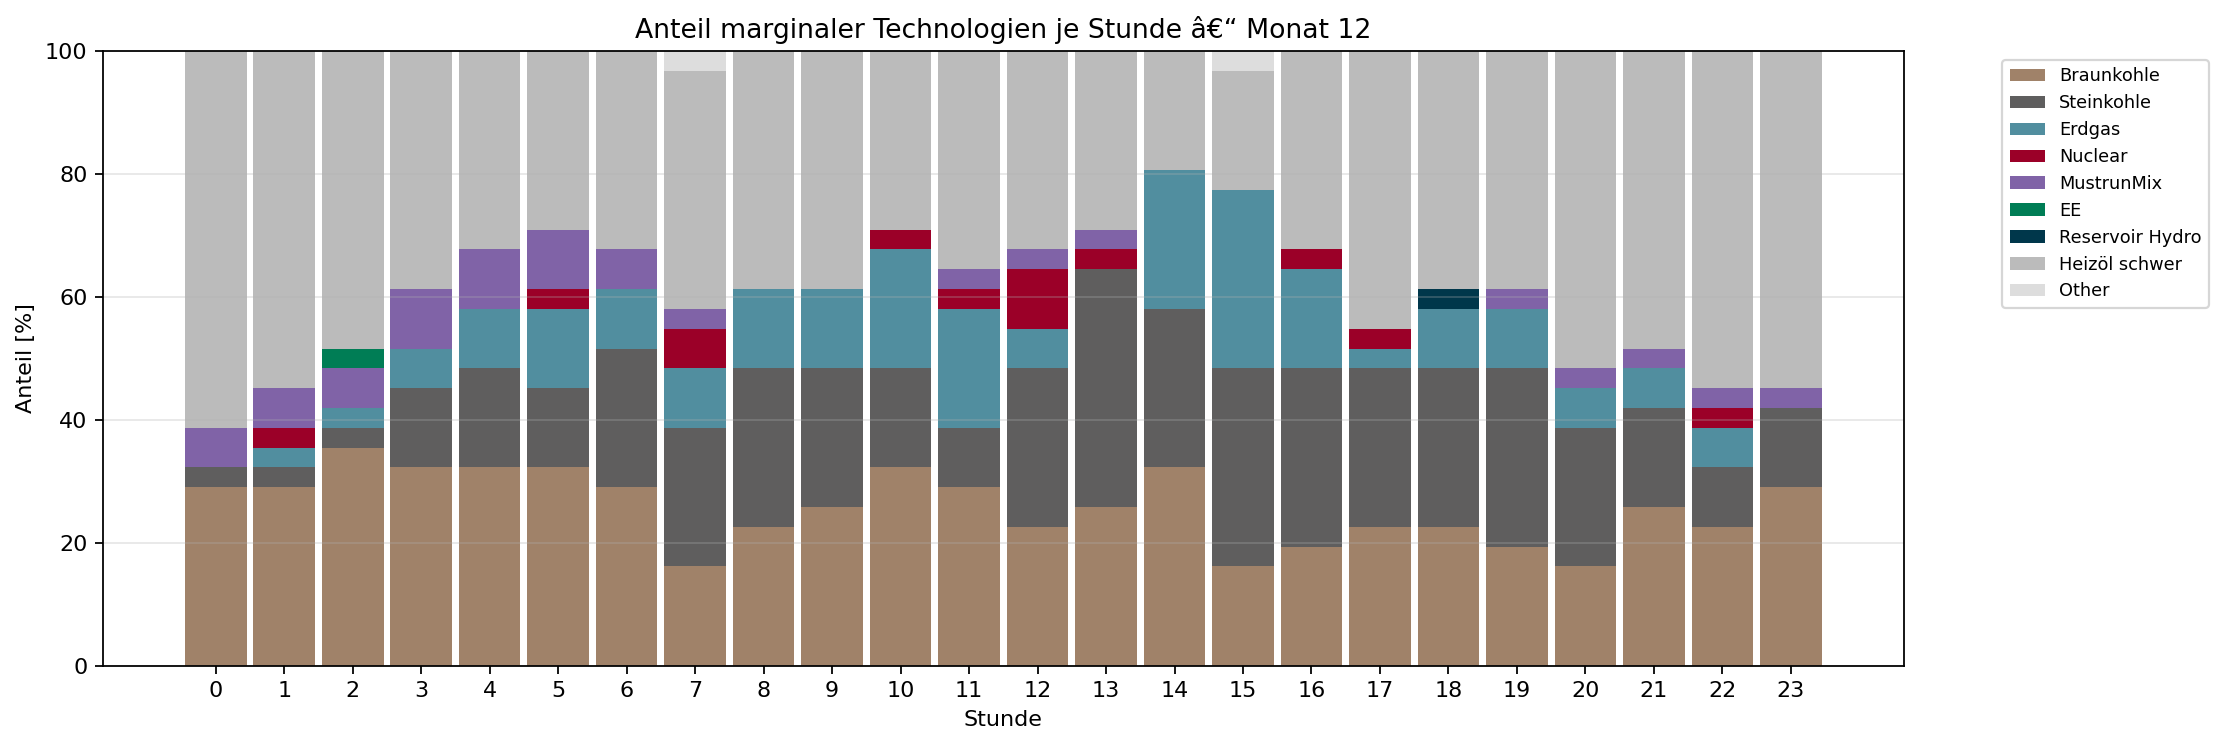 Anteil marginaler Technologien je Stunde â€“ Monat 12
Anteil [%]
100
80
60
40
20
0
0 1 2 3 4 5 6 7 8 9 10 11 12 13 14 15 16 17 18 19 20 21 22 23
Stunde
Braunkohle
Steinkohle
Erdgas
Nuclear
MustrunMix
EE
Reservoir Hydro
Heizöl schwer
Other